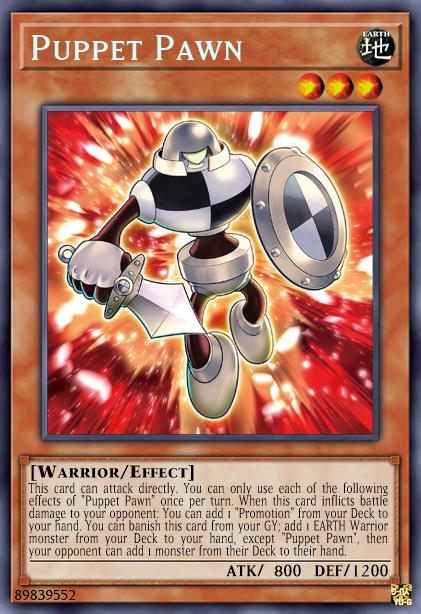 PUPPET PAWN
EARTH
地
[WARRIOR/EFFECT]
This card can attack directly. You can only use each of the following
effects of "Puppet Pawn" once per turn. When this card inflicts battle
damage to your opponent: You can add 1 "Promotion" from your Deck to
your hand. You can banish this card from your GY; add 1 EARTH Warrior
monster from your Deck to your hand, except "Puppet Pawn", then
your opponent can add 1 monster from their Deck to their hand.
ATK/ 800 DEF/1200
89839552